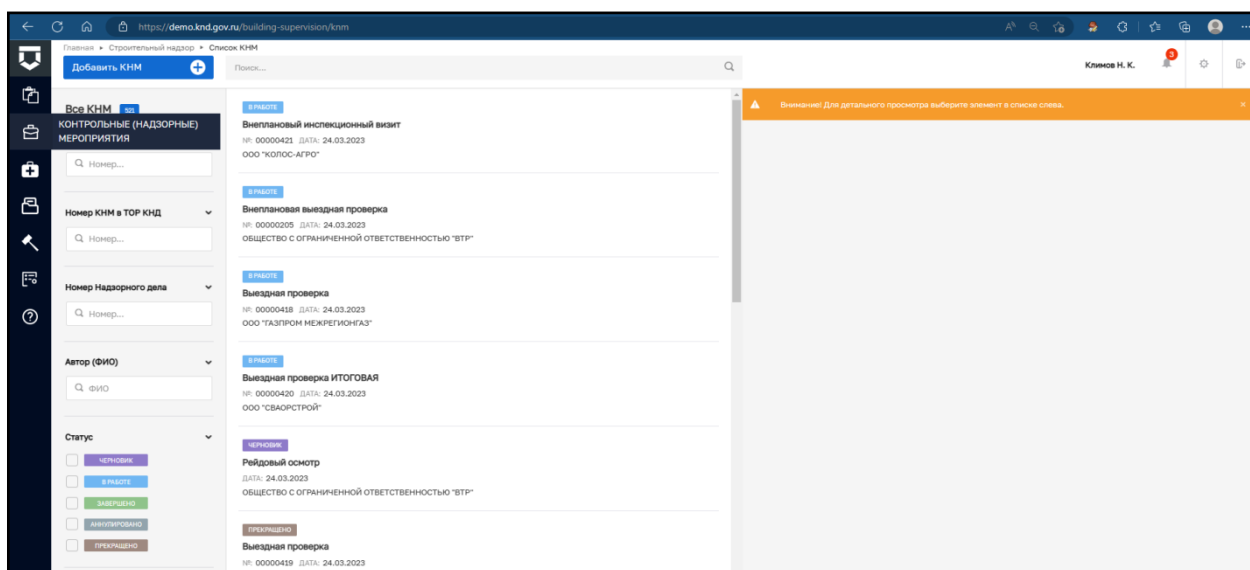 https://demo.knd.gov.ru/building-supervision/knm
Главная ▸ Строительный надзор ▸ Список КНМ
Добавить КНМ
Поиск...
Климов Н. К.
3
Все КНМ 521
КОНТРОЛЬНЫЕ (НАДЗОРНЫЕ)
МЕРОПРИЯТИЯ
Номер...
Номер КНМ в ТОР КНД
Номер...
Номер Надзорного дела
Номер...
Автор (ФИО)
ФИО
Статус
ЧЕРНОВИК
В РАБОТЕ
ЗАВЕРШЕНО
АННУЛИРОВАНО
ПРЕКРАЩЕНО
В РАБОТЕ
Внеплановый инспекционный визит
№: 00000421 ДАТА: 24.03.2023
ООО "КОЛОС-АГРО"
В РАБОТЕ
Внеплановая выездная проверка
№: 00000205 ДАТА: 24.03.2023
ОБЩЕСТВО С ОГРАНИЧЕННОЙ ОТВЕТСТВЕННОСТЬЮ "ВТР"
В РАБОТЕ
Выездная проверка
№: 00000418 ДАТА: 24.03.2023
ООО "ГАЗПРОМ МЕЖРЕГИОНГАЗ"
В РАБОТЕ
Выездная проверка ИТОГОВАЯ
№: 00000420 ДАТА: 24.03.2023
ООО "СВАОРСТРОЙ"
ЧЕРНОВИК
Рейдовый осмотр
ДАТА: 24.03.2023
ОБЩЕСТВО С ОГРАНИЧЕННОЙ ОТВЕТСТВЕННОСТЬЮ "ВТР"
ПРЕКРАЩЕНО
Выездная проверка
№: 00000419 ДАТА: 24.03.2023
Внимание! Для детального просмотра выберите элемент в списке слева.